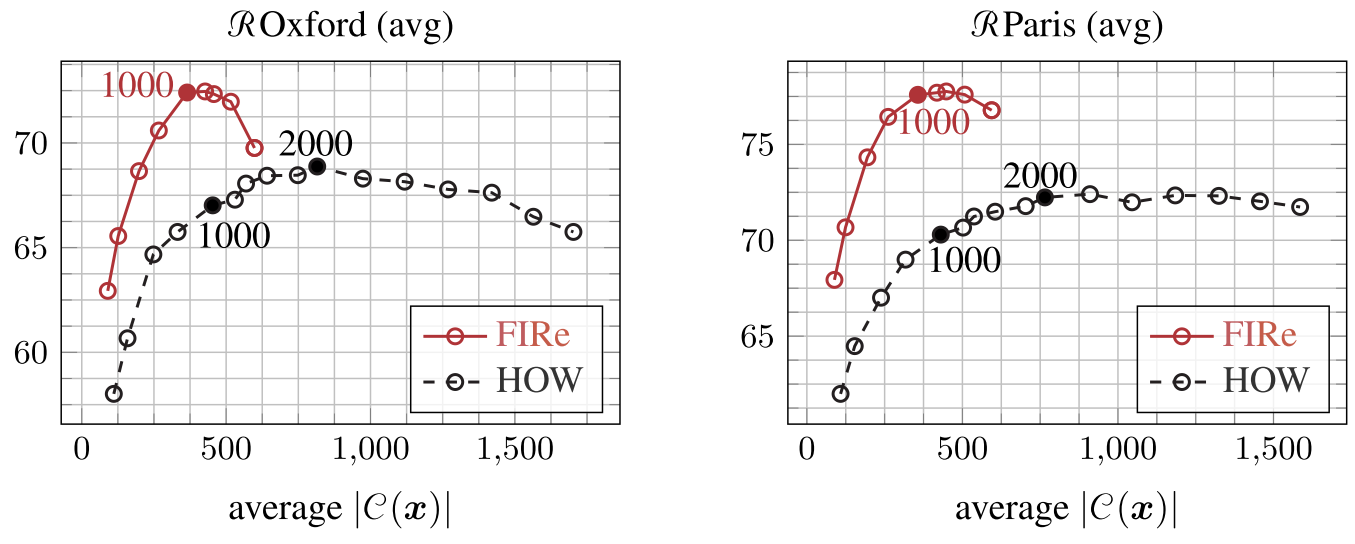 ℛOxford (avg)
70
65
60
1000
2000
1000
FIRe
HOW
0 500 1,000 1,500
average |𝒞(𝒙)|
ℛParis (avg)
75
70
65
1000
2000
1000
FIRe
HOW
0 500 1,000 1,500
average |𝒞(𝒙)|